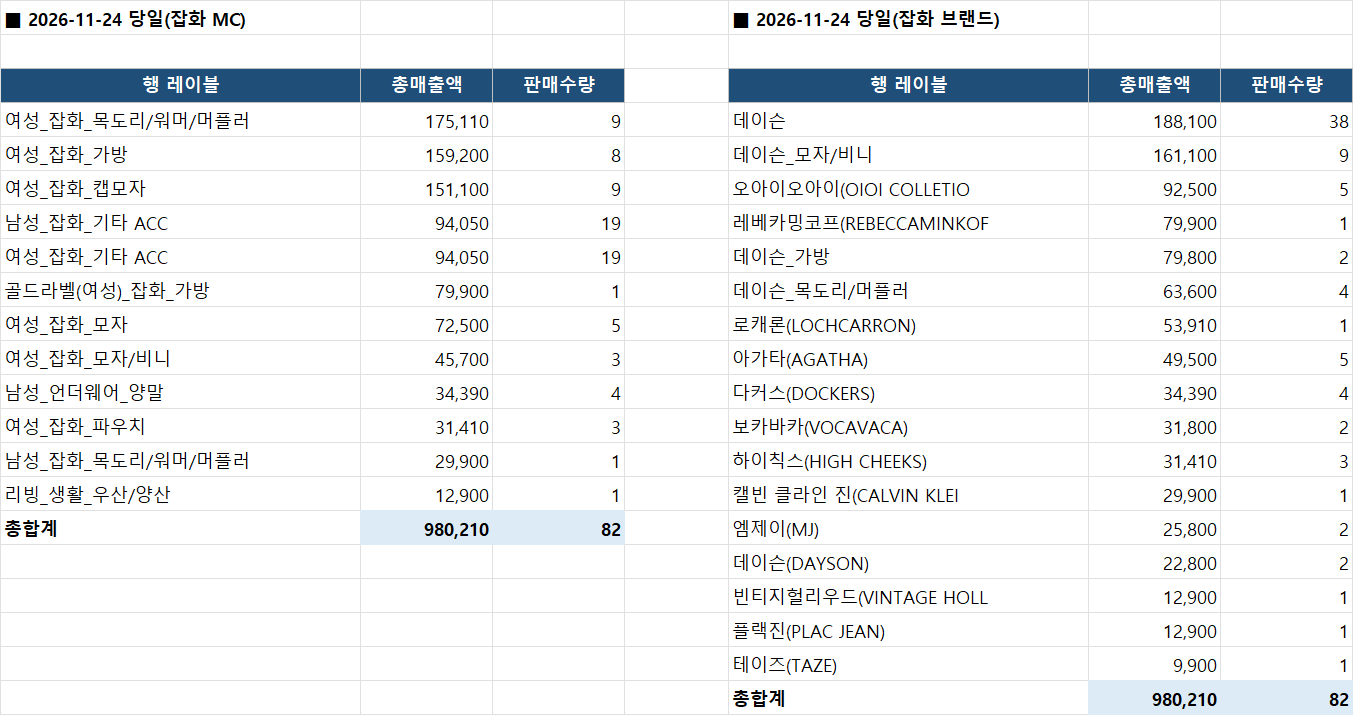 ■ 2026-11-24 당일(잡화 MC)
행 레이블 총매출액 판매수량
여성_잡화_목도리/워머/머플러 175,110 9
여성_잡화_가방 159,200 8
여성_잡화_캡모자 151,100 9
남성_잡화_기타 ACC 94,050 19
여성_잡화_기타 ACC 94,050 19
골드라벨(여성)_잡화_가방 79,900 1
여성_잡화_모자 72,500 5
여성_잡화_모자/비니 45,700 3
남성_언더웨어_양말 34,390 4
여성_잡화_파우치 31,410 3
남성_잡화_목도리/워머/머플러 29,900 1
리빙_생활_우산/양산 12,900 1
총합계 980,210 82
■ 2026-11-24 당일(잡화 브랜드)
행 레이블 총매출액 판매수량
데이슨 188,100 38
데이슨_모자/비니 161,100 9
오아이오아이(OIOI COLLETIO 92,500 5
레베카밍코프(REBECCAMINKOF 79,900 1
데이슨_가방 79,800 2
데이슨_목도리/머플러 63,600 4
로캐론(LOCHCARRON) 53,910 1
아가타(AGATHA) 49,500 5
다커스(DOCKERS) 34,390 4
보카바카(VOCAVACA) 31,800 2
하이칙스(HIGH CHEEKS) 31,410 3
캘빈 클라인 진(CALVIN KLEI 29,900 1
엠제이(MJ) 25,800 2
데이슨(DAYSON) 22,800 2
빈티지헐리우드(VINTAGE HOLL 12,900 1
플랙진(PLAC JEAN) 12,900 1
테이즈(TAZE) 9,900 1
총합계 980,210 82